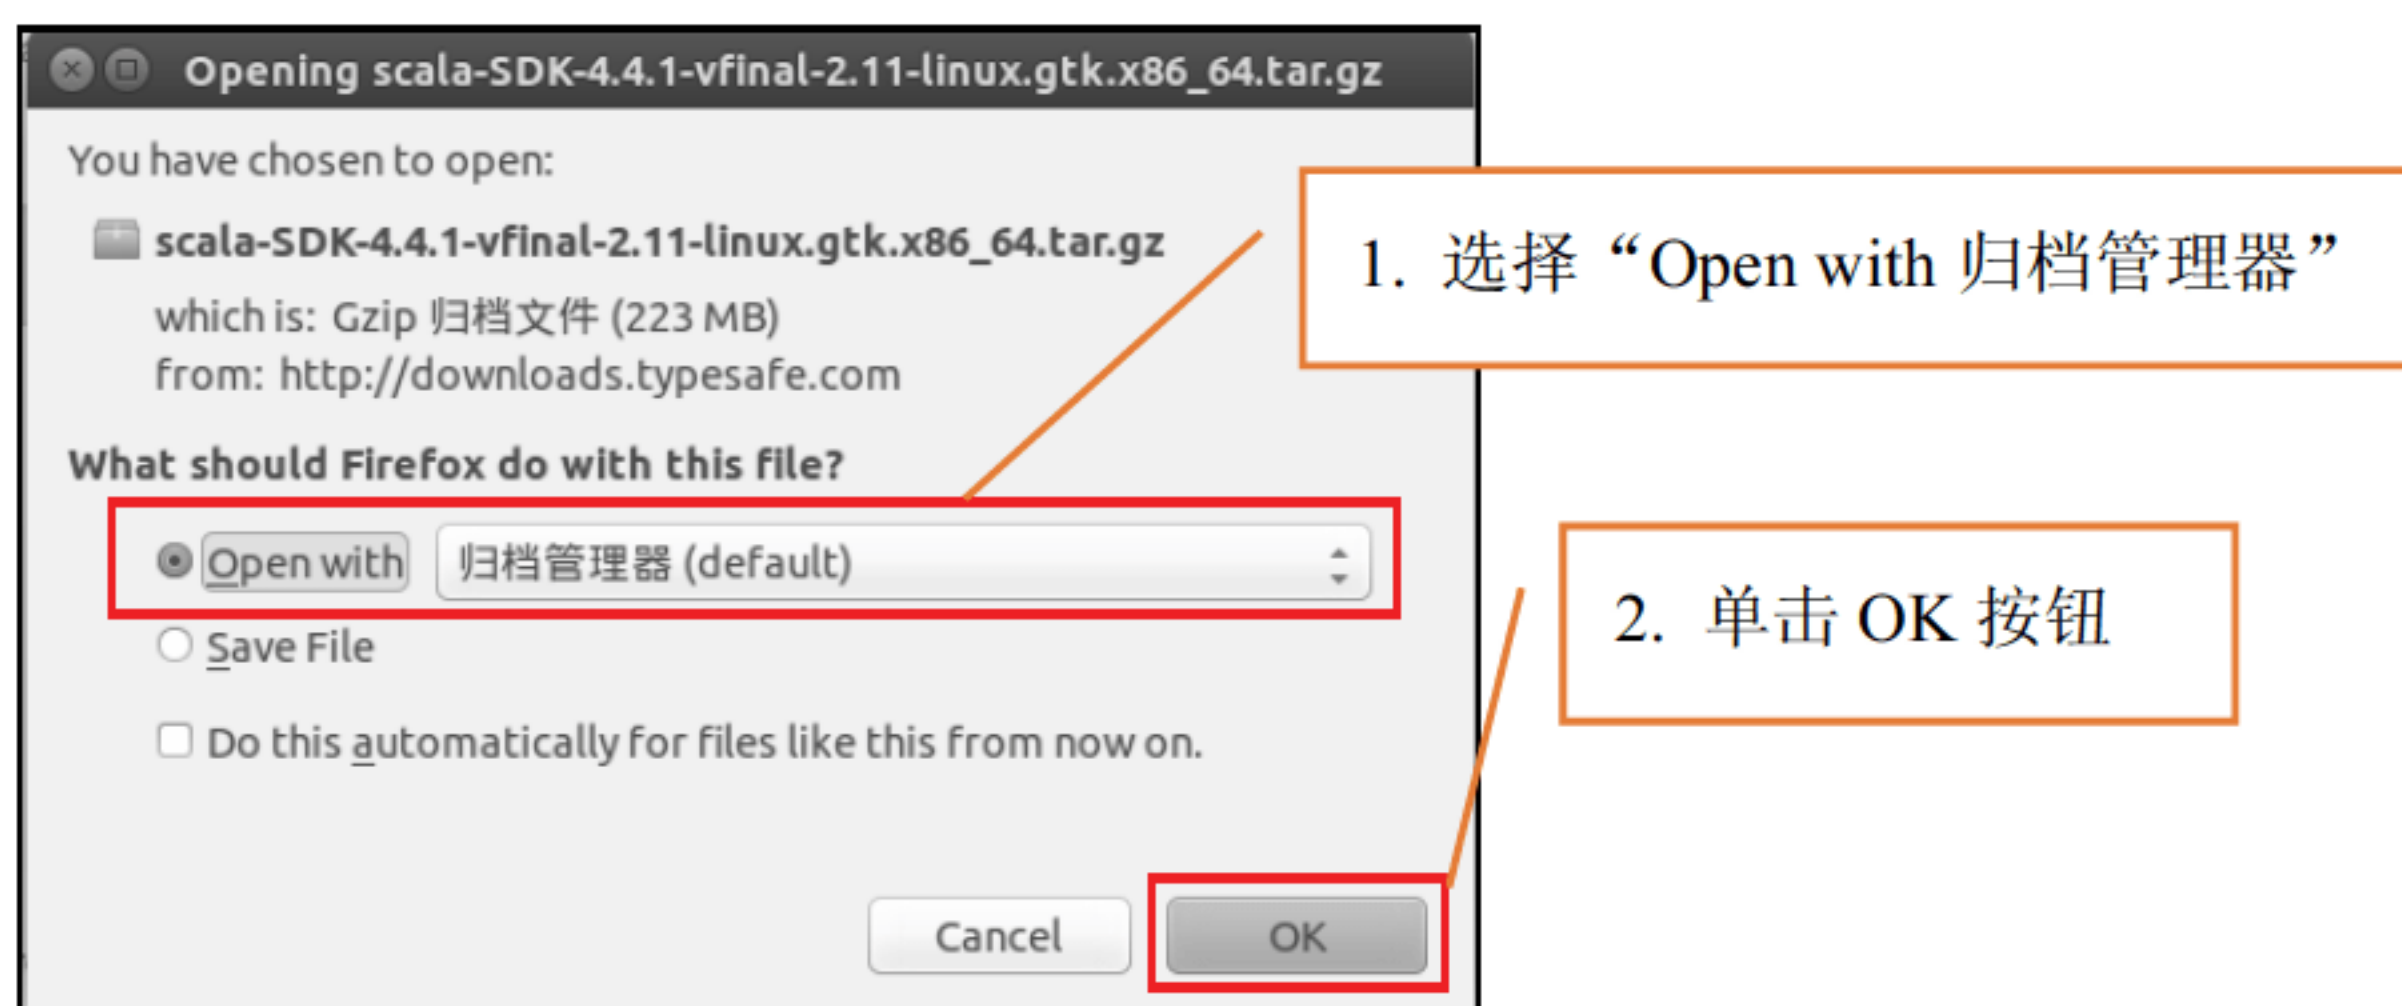 Opening scala-SDK-4.4.1-vfinal-2.11-linux.gtk.x86_64.tar.gz
You have chosen to open:
scala-SDK-4.4.1-vfinal-2.11-linux.gtk.x86_64.tar.gz
which is: Gzip 归档文件 (223 MB)
from: http://downloads.typesafe.com
1. 选择“Open with 归档管理器”
What should Firefox do with this file?
Open with 归档管理器 (default)
Save File
2. 单击 OK 按钮
Do this automatically for files like this from now on.
Cancel OK